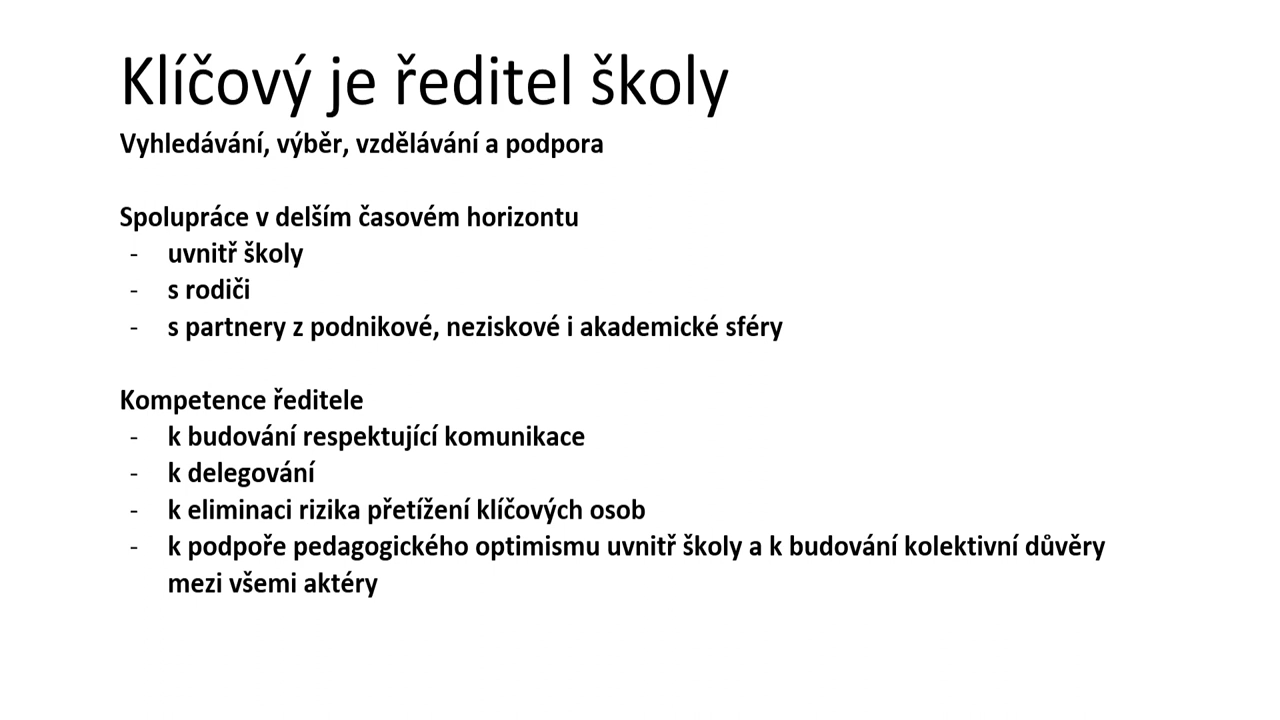 Klíčový je ředitel školy
Vyhledávání, výběr, vzdělávání a podpora
Spolupráce v delším časovém horizontu
- uvnitř školy
- s rodiči
- s partnery z podnikové, neziskové i akademické sféry
Kompetence ředitele
- k budování respektující komunikace
- k delegování
- k eliminaci rizika přetížení klíčových osob
- k podpoře pedagogického optimismu uvnitř školy a k budování kolektivní důvěry
mezi všemi aktéry